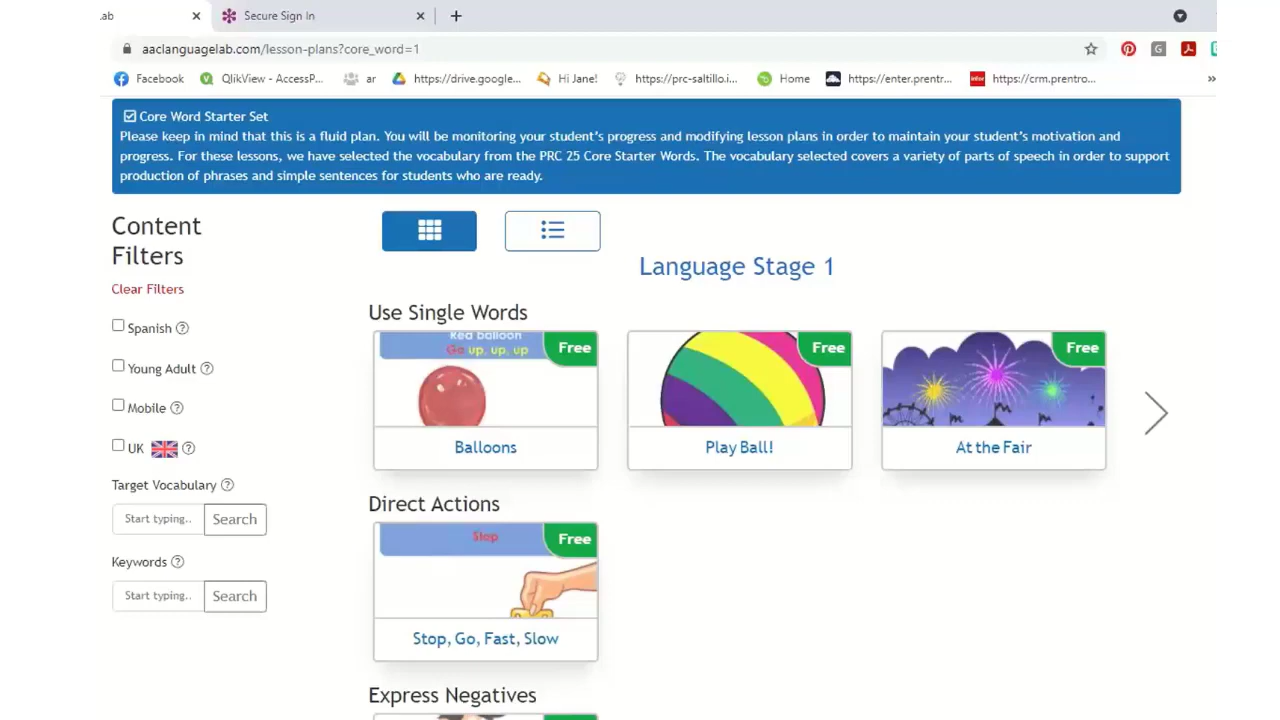 .ab
Secure Sign In
aaclanguagelab.com/lesson-plans?core_word=1
Facebook
QlikView - AccessP...
ar
https://drive.google...
Hi Jane!
https://prc-saltillo.i...
Home
https://enter.prentr...
https://crm.prentro...
Core Word Starter Set
Please keep in mind that this is a fluid plan. You will be monitoring your student's progress and modifying lesson plans in order to maintain your student's motivation and
progress. For these lessons, we have selected the vocabulary from the PRC 25 Core Starter Words. The vocabulary selected covers a variety of parts of speech in order to support
production of phrases and simple sentences for students who are ready.
Content
Filters
Clear Filters
Spanish
Young Adult
Mobile
UK
Target Vocabulary
Start typing..
Search
Keywords
Start typing..
Search
Language Stage 1
Use Single Words
Red balloon
Go up, up, up
Free
Balloons
Free
Play Ball!
Free
At the Fair
Direct Actions
Stop
Free
Stop, Go, Fast, Slow
Express Negatives